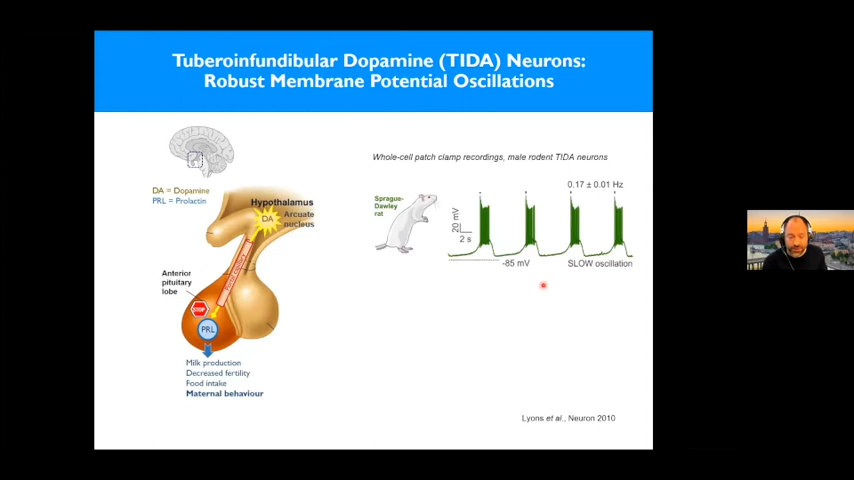 Tuberoinfundibular Dopamine (TIDA) Neurons:
Robust Membrane Potential Oscillations
Whole-cell patch clamp recordings, male rodent TIDA neurons
DA = Dopamine
PRL = Prolactin
Hypothalamus
DA
Arcuate
nucleus
Portal capillary
Anterior
pituitary
lobe
STOP
PRL
Milk production
Decreased fertility
Food intake
Maternal behaviour
Sprague-
Dawley
rat
0.17 ± 0.01 Hz
20 mV
2 s
-85 mV
SLOW oscillation
Lyons et al., Neuron 2010